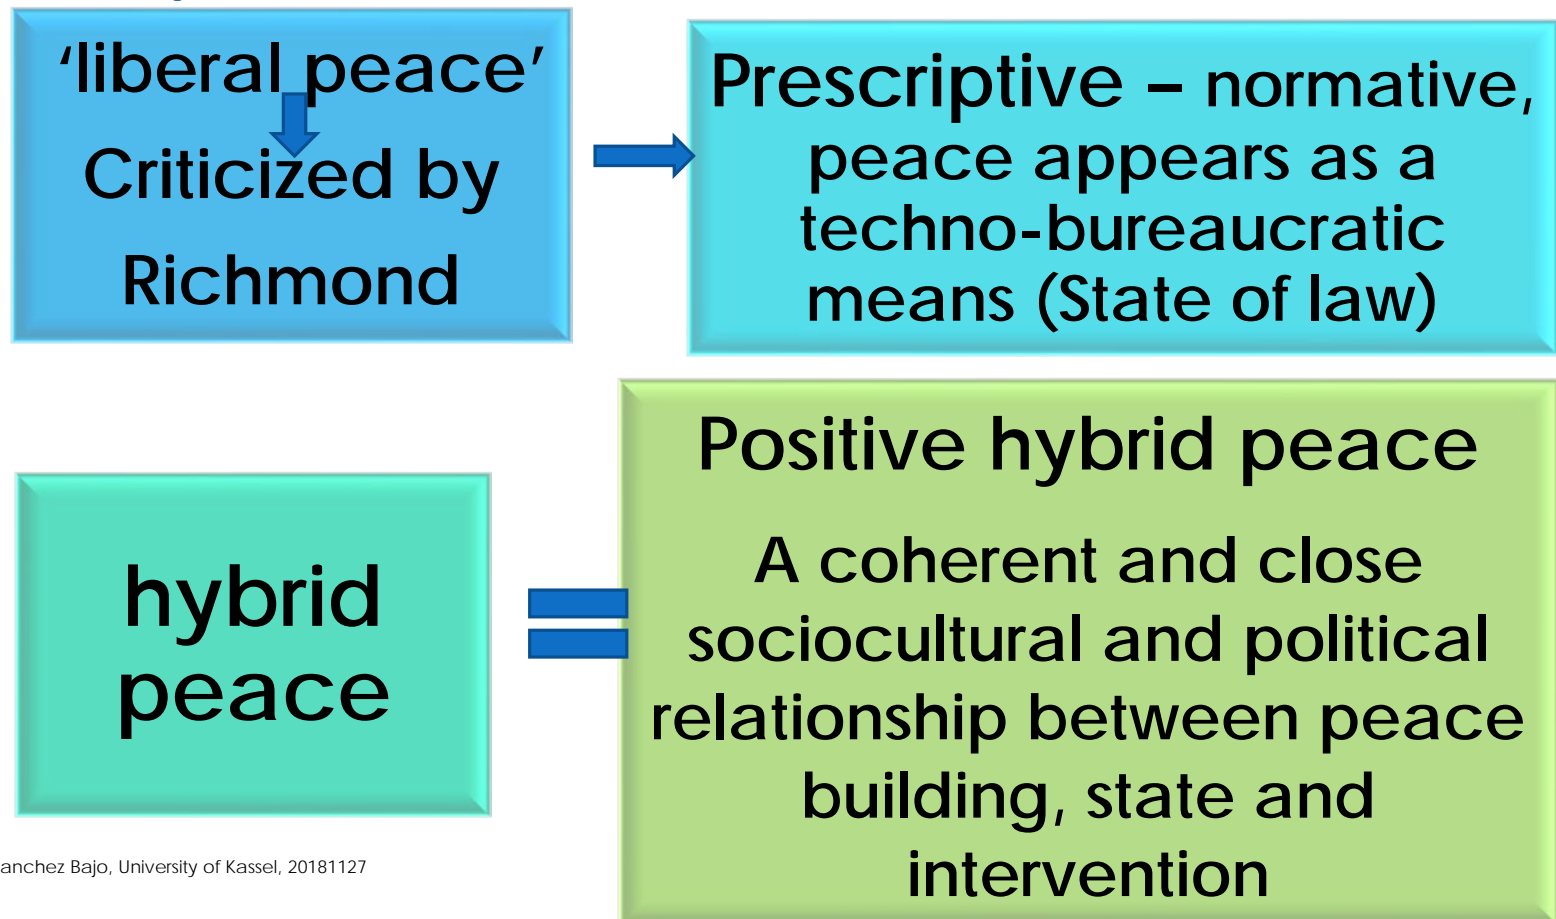 ‘liberal peace’
Criticized by
Richmond
Prescriptive – normative,
peace appears as a
techno-bureaucratic
means (State of law)
hybrid
peace
Positive hybrid peace
A coherent and close
sociocultural and political
relationship between peace
building, state and
intervention
anchez Bajo, University of Kassel, 20181127